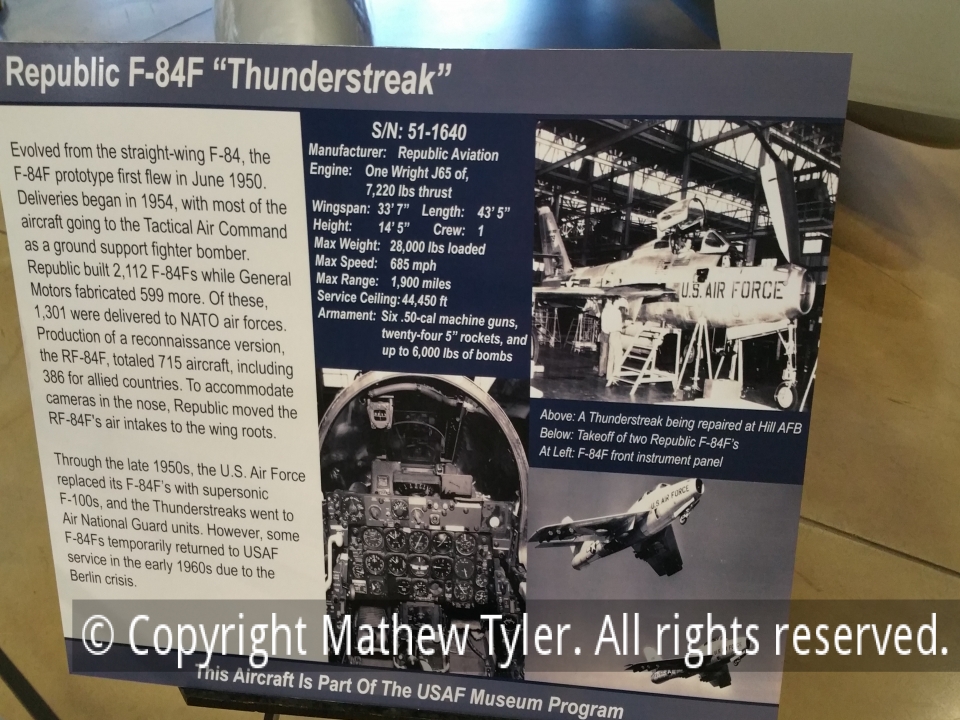 Republic F-84F “Thunderstreak”
Evolved from the straight-wing F-84, the
F-84F prototype first flew in June 1950.
Deliveries began in 1954, with most of the
aircraft going to the Tactical Air Command
as a ground support fighter bomber.
Republic built 2,112 F-84Fs while General
Motors fabricated 599 more. Of these,
1,301 were delivered to NATO air forces.
Production of a reconnaissance version,
the RF-84F, totaled 715 aircraft, including
386 for allied countries. To accommodate
cameras in the nose, Republic moved the
RF-84F's air intakes to the wing roots.
Through the late 1950s, the U.S. Air Force
replaced its F-84F's with supersonic
F-100s, and the Thunderstreaks went to
Air National Guard units. However, some
F-84Fs temporarily returned to USAF
service in the early 1960s due to the
Berlin crisis.
S/N: 51-1640
Manufacturer: Republic Aviation
Engine: One Wright J65 of,
7,220 lbs thrust
Wingspan: 33' 7" Length: 43' 5"
Height: 14' 5" Crew: 1
Max Weight: 28,000 lbs loaded
Max Speed: 685 mph
Max Range: 1,900 miles
Service Ceiling: 44,450 ft
Armament: Six .50-cal machine guns,
twenty-four 5" rockets, and
up to 6,000 lbs of bombs
U.S. AIR FORCE
Above: A Thunderstreak being repaired at Hill AFB
Below: Takeoff of two Republic F-84F's
At Left: F-84F front instrument panel
U.S. AIR FORCE
© Copyright Mathew Tyler. All rights reserved.
This Aircraft Is Part Of The USAF Museum Program